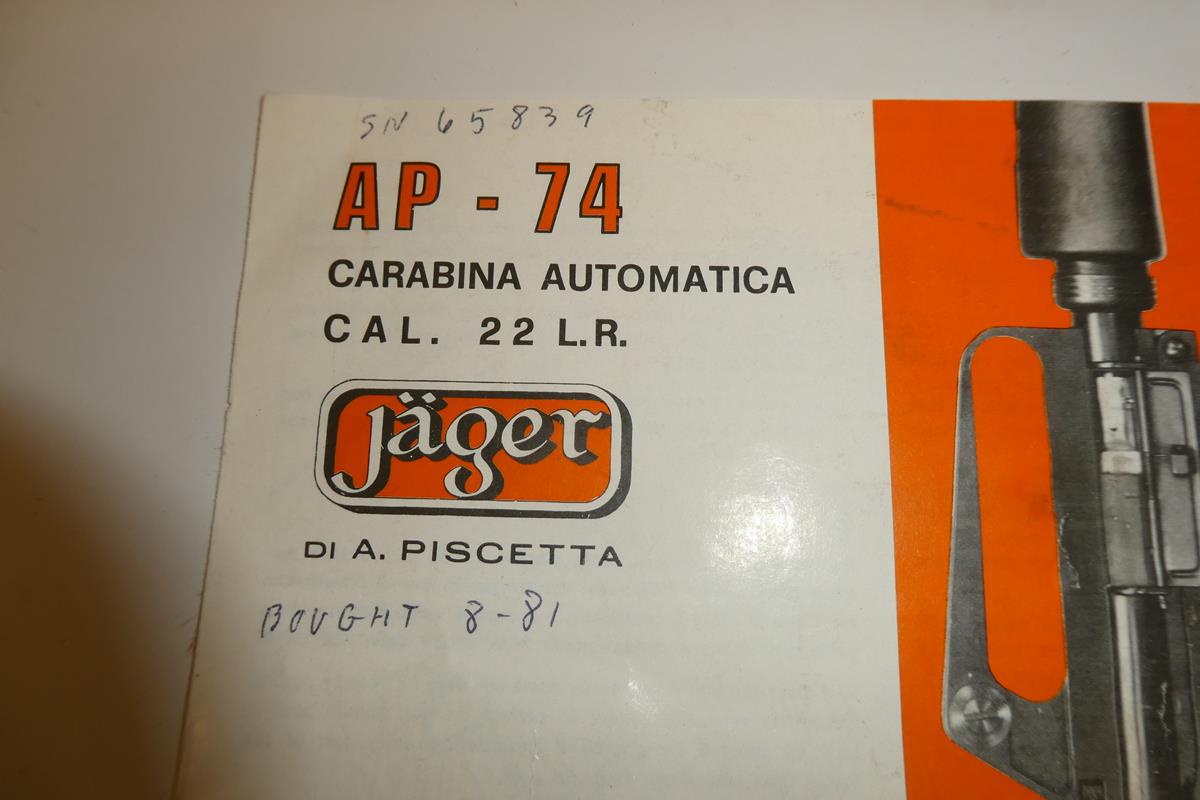 SN 65839
AP - 74
CARABINA AUTOMATICA
CAL. 22 L.R.
jäger
DI A. PISCETTA
BOUGHT 8-81